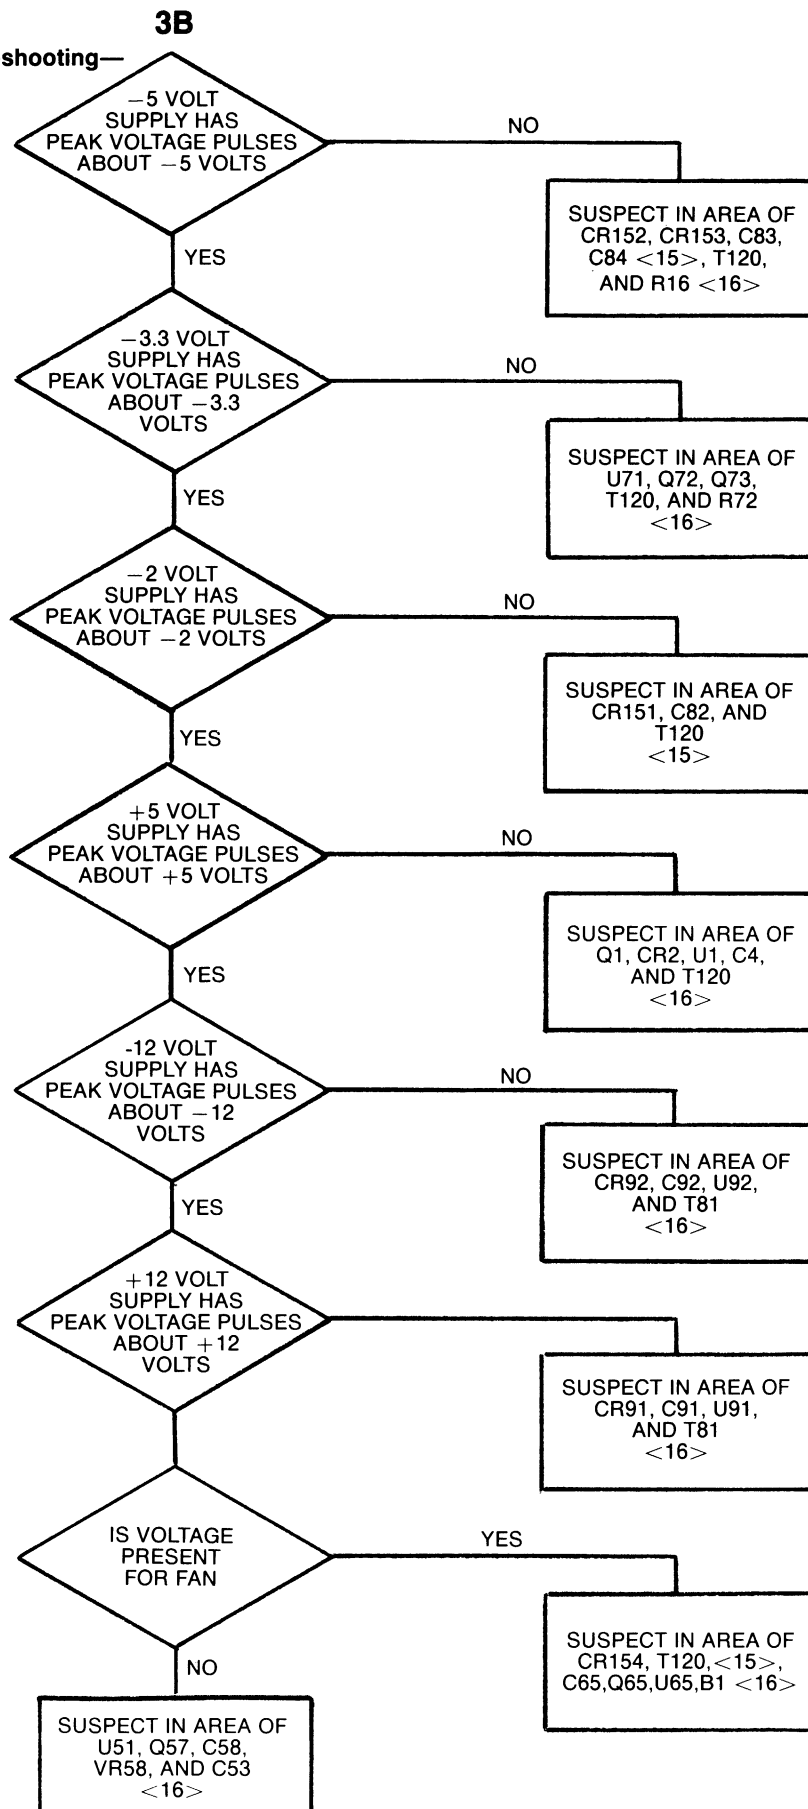 3B
shooting—
—5 VOLT
SUPPLY HAS
PEAK VOLTAGE PULSES
ABOUT —5 VOLTS
NO
SUSPECT IN AREA OF
CR152, CR153, C83,
C84 <15>, T120,
AND R16 <16>
YES
—3.3 VOLT
SUPPLY HAS
PEAK VOLTAGE PULSES
ABOUT —3.3
VOLTS
NO
SUSPECT IN AREA OF
U71, Q72, Q73,
T120, AND R72
<16>
YES
—2 VOLT
SUPPLY HAS
PEAK VOLTAGE PULSES
ABOUT —2 VOLTS
NO
SUSPECT IN AREA OF
CR151, C82, AND
T120
<15>
YES
+5 VOLT
SUPPLY HAS
PEAK VOLTAGE PULSES
ABOUT +5 VOLTS
NO
SUSPECT IN AREA OF
Q1, CR2, U1, C4,
AND T120
<16>
YES
-12 VOLT
SUPPLY HAS
PEAK VOLTAGE PULSES
ABOUT —12
VOLTS
NO
SUSPECT IN AREA OF
CR92, C92, U92,
AND T81
<16>
YES
+12 VOLT
SUPPLY HAS
PEAK VOLTAGE PULSES
ABOUT +12
VOLTS
SUSPECT IN AREA OF
CR91, C91, U91,
AND T81
<16>
IS VOLTAGE
PRESENT
FOR FAN
YES
SUSPECT IN AREA OF
CR154, T120,<15>,
C65,Q65,U65,B1 <16>
NO
SUSPECT IN AREA OF
U51, Q57, C58,
VR58, AND C53
<16>